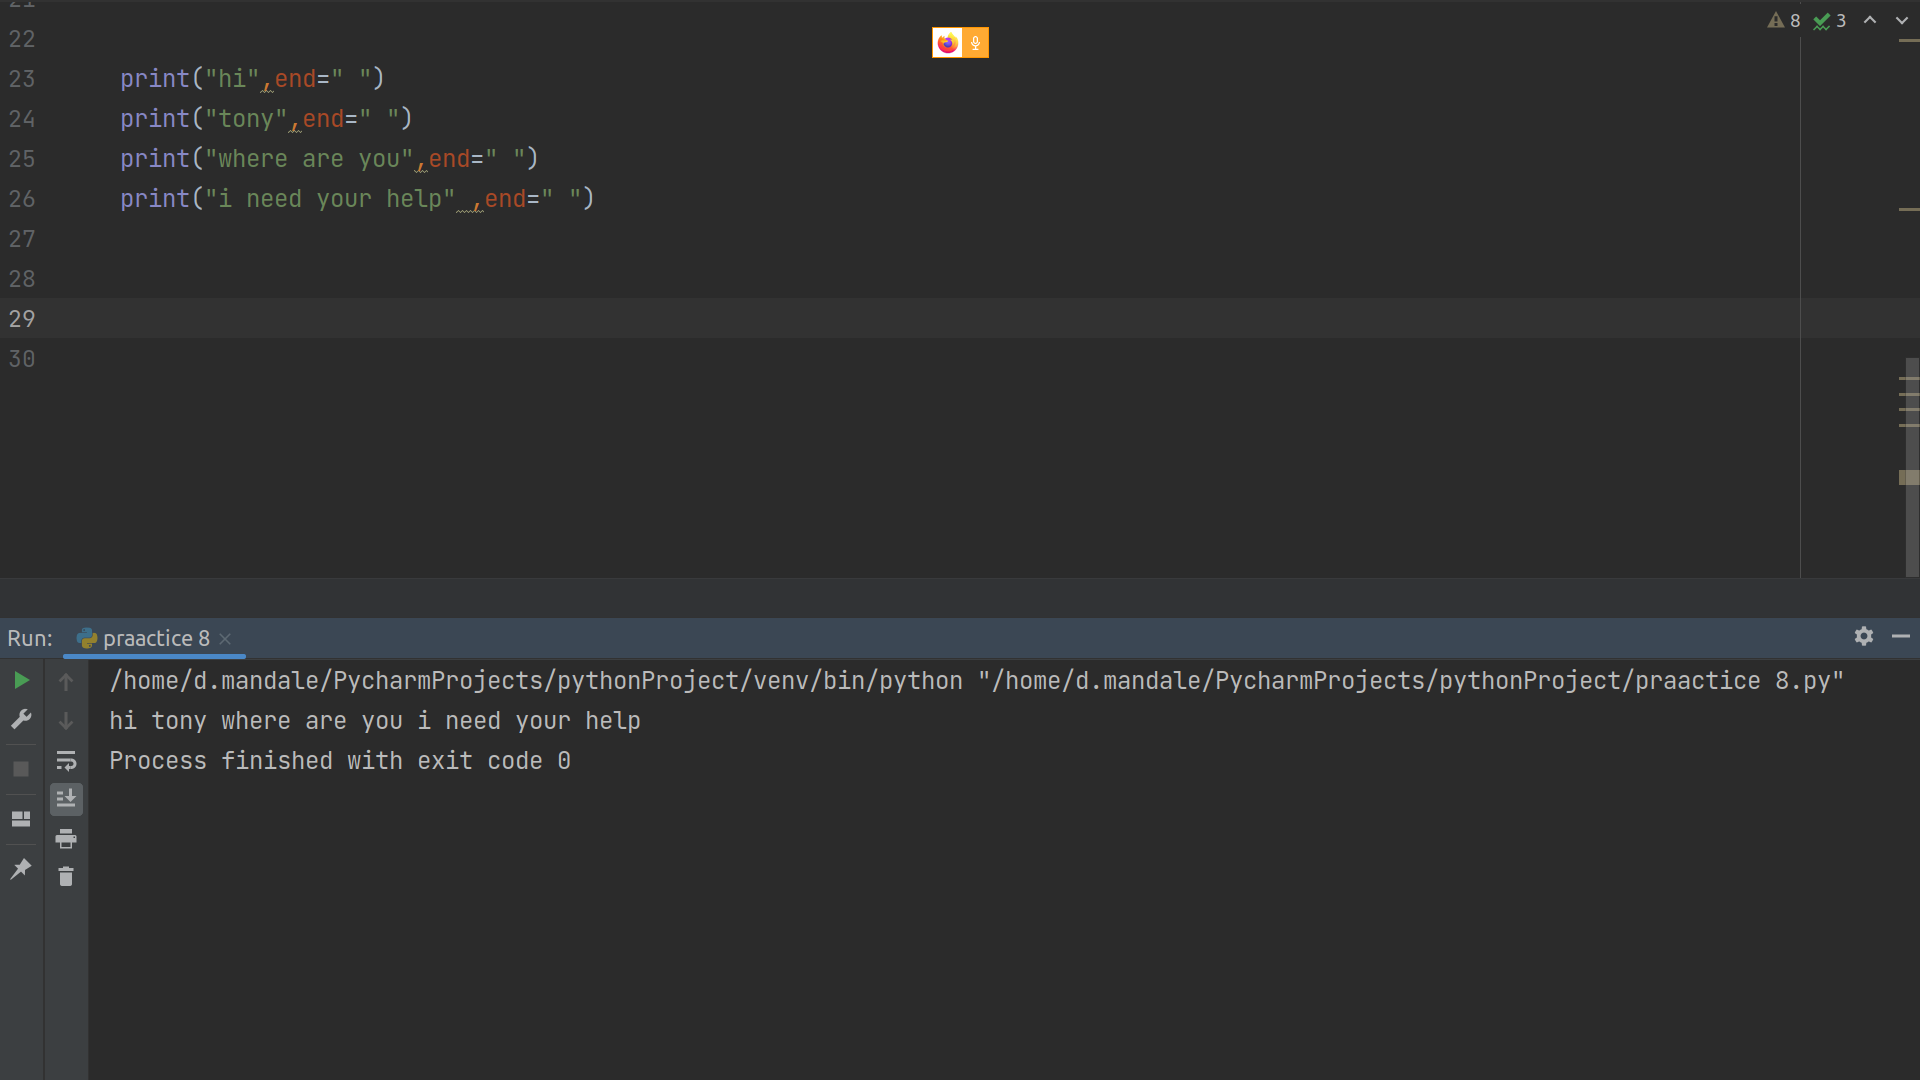 21
22
8 3
23 print("hi",end=" ")
24 print("tony",end=" ")
25 print("where are you",end=" ")
26 print("i need your help" ,end=" ")
27
28
29
30
Run: praactice 8
/home/d.mandale/PycharmProjects/pythonProject/venv/bin/python "/home/d.mandale/PycharmProjects/pythonProject/praactice 8.py"
hi tony where are you i need your help
Process finished with exit code 0